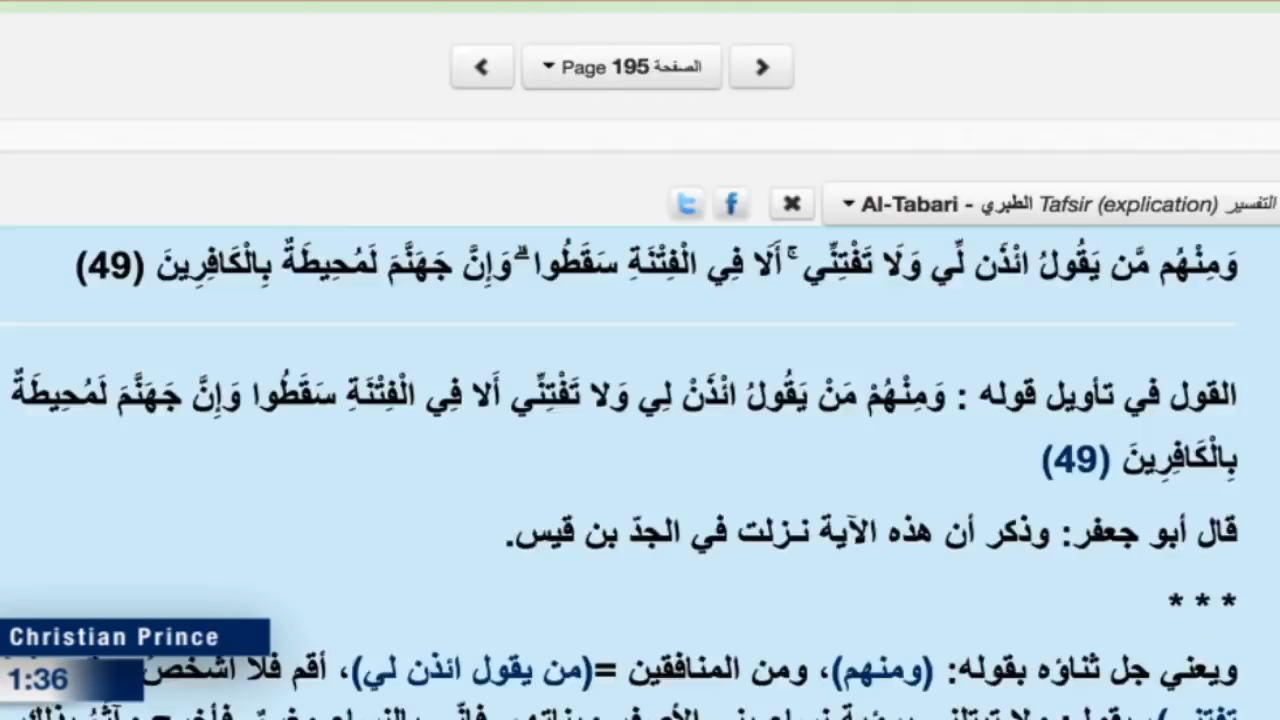 الصفحة Page 195
التفسير Tafsir (explication) الطبري - Al-Tabari
وَمِنْهُم مَّن يَقُولُ ائْذَن لِّي وَلَا تَفْتِنِّي ۚ أَلَا فِي الْفِتْنَةِ سَقَطُوا ۗ وَإِنَّ جَهَنَّمَ لَمُحِيطَةٌ بِالْكَافِرِينَ (49)
القول في تأويل قوله : وَمِنْهُمْ مَنْ يَقُولُ ائْذَنْ لِي وَلا تَفْتِنِّي أَلا فِي الْفِتْنَةِ سَقَطُوا وَإِنَّ جَهَنَّمَ لَمُحِيطَةٌ
بِالْكَافِرِينَ (49)
قال أبو جعفر: وذكر أن هذه الآية نـزلت في الجدّ بن قيس.
* * *
ويعني جل ثناؤه بقوله: (ومنهم)، ومن المنافقين =(من يقول ائذن لي)، أقم فلا أشخصُ
Christian Prince
1:36